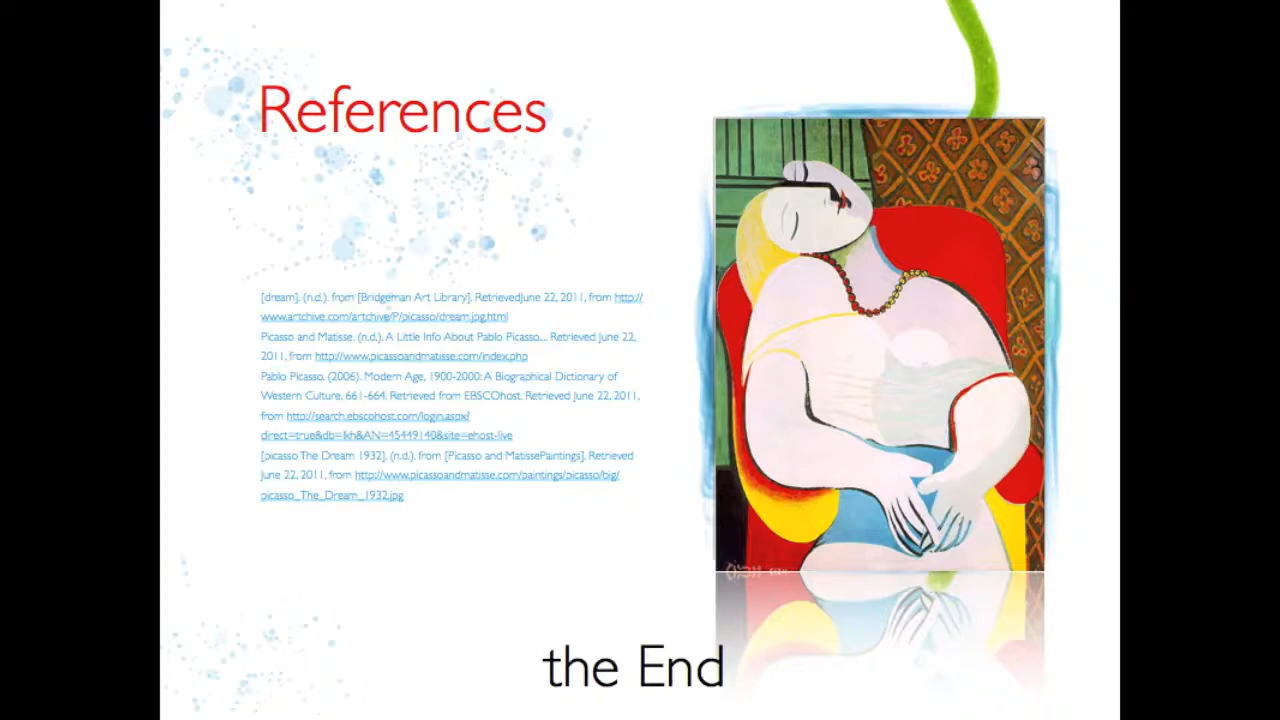 References
[dream]. (n.d.). from [Bridgeman Art Library]. RetrievedJune 22, 2011, from http://
www.artchive.com/artchive/P/picasso/dream.jpg.html
Picasso and Matisse. (n.d.). A Little Info About Pablo Picasso.... Retrieved June 22,
2011, from http://www.picassoandmatisse.com/index.php
Pablo Picasso. (2006). Modern Age, 1900-2000: A Biographical Dictionary of
Western Culture, 661-664. Retrieved from EBSCOhost. Retrieved June 22, 2011,
from http://search.ebscohost.com/login.aspx?
direct=true&db=lkh&AN=45449140&site=ehost-live
[picasso The Dream 1932]. (n.d.). from [Picasso and MatissePaintings]. Retrieved
June 22, 2011, from http://www.picassoandmatisse.com/paintings/picasso/big/
picasso_The_Dream_1932.jpg
the End